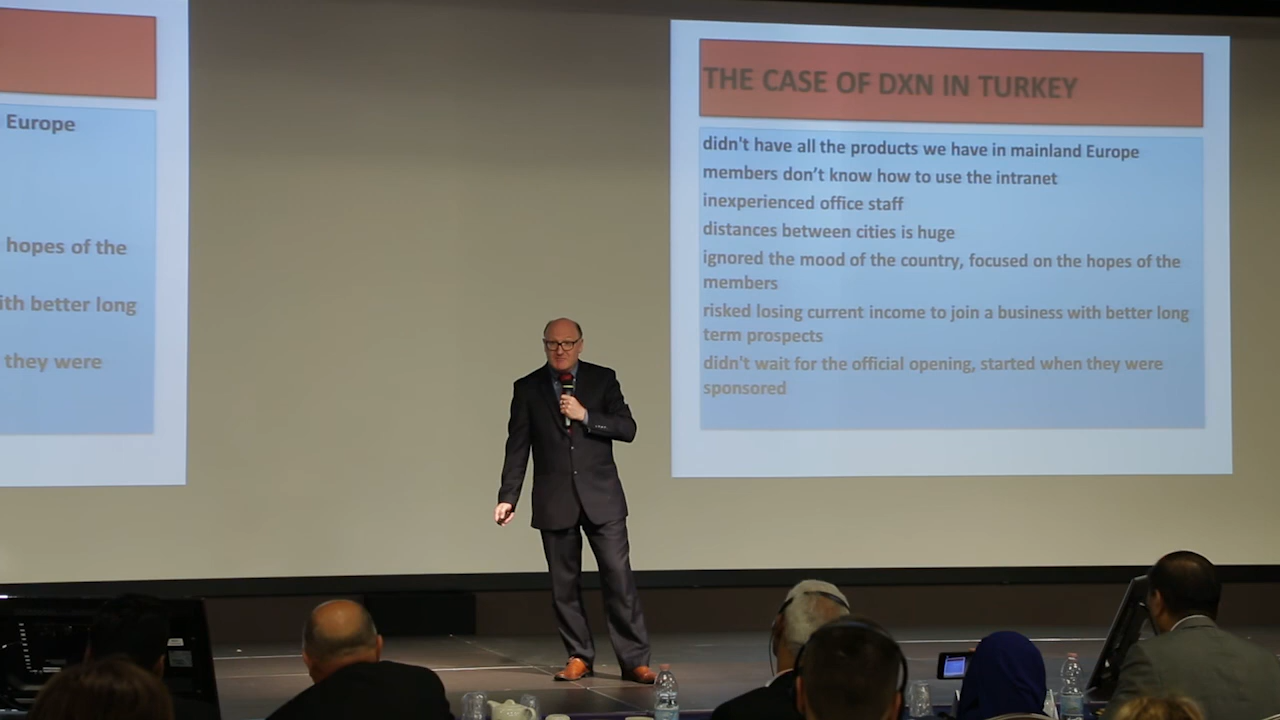 Europe
hopes of the
ith better long
they were
THE CASE OF DXN IN TURKEY
didn't have all the products we have in mainland Europe
members don't know how to use the intranet
inexperienced office staff
distances between cities is huge
ignored the mood of the country, focused on the hopes of the
members
risked losing current income to join a business with better long
term prospects
didn't wait for the official opening, started when they were
sponsored